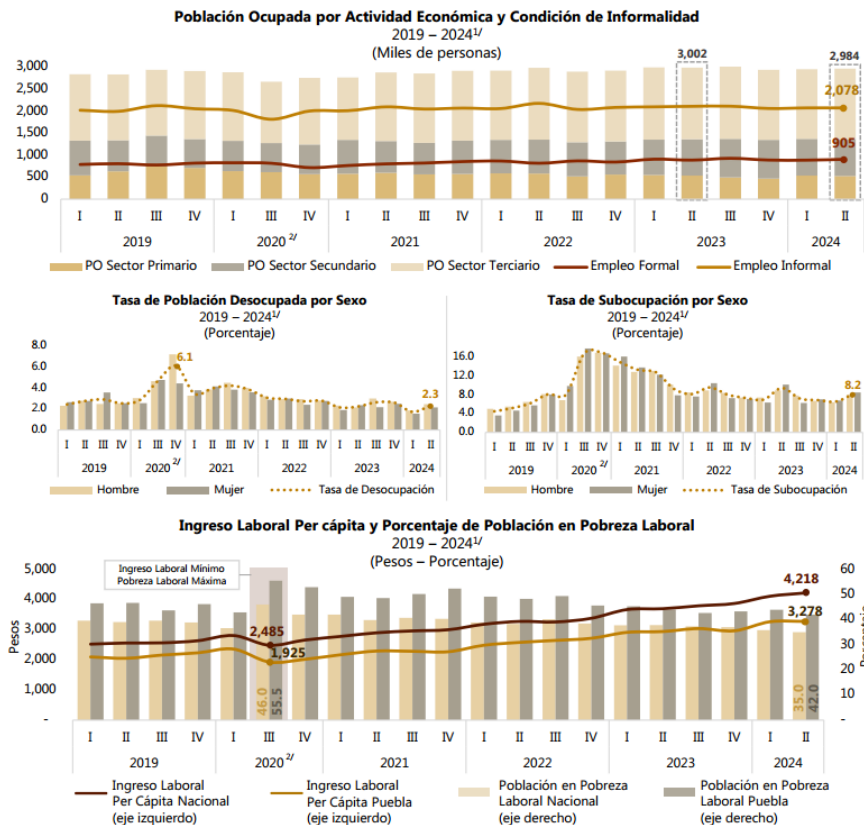 Población Ocupada por Actividad Económica y Condición de Informalidad
2019 – 2024¹/
(Miles de personas)
3,000
2,500
2,000
1,500
1,000
500
0
3,002
2,984
2,078
905
I II III IV I III IV I II III IV I II III IV I II III IV I II
2019 2020 ²/ 2021 2022 2023 2024
PO Sector Primario PO Sector Secundario PO Sector Terciario Empleo Formal Empleo Informal
Tasa de Población Desocupada por Sexo
2019 – 2024¹/
(Porcentaje)
8.0
6.0
4.0
2.0
0.0
6.1
2.3
I II III IV I III IV I II III IV I II III IV I II III IV I II
2019 2020 ²/ 2021 2022 2023 2024
Hombre Mujer Tasa de Desocupación
Tasa de Subocupación por Sexo
2019 – 2024¹/
(Porcentaje)
16.0
12.0
8.0
4.0
0.0
8.2
I II III IV I III IV I II III IV I II III IV I II III IV I II
2019 2020 ²/ 2021 2022 2023 2024
Hombre Mujer Tasa de Subocupación
Ingreso Laboral Per cápita y Porcentaje de Población en Pobreza Laboral
2019 – 2024¹/
(Pesos – Porcentaje)
Pesos
5,000
4,000
3,000
2,000
1,000
-
Ingreso Laboral Mínimo
Pobreza Laboral Máxima
2,485
1,925
46.0
55.5
4,218
3,278
35.0
42.0
60
50
40
30
20
10
-
Porcentaje
I II III IV I III IV I II III IV I II III IV I II III IV I II
2019 2020 ²/ 2021 2022 2023 2024
Ingreso Laboral
Per Cápita Nacional
(eje izquierdo)
Ingreso Laboral
Per Cápita Puebla
(eje izquierdo)
Población en Pobreza
Laboral Nacional
(eje derecho)
Población en Pobreza
Laboral Puebla
(eje derecho)